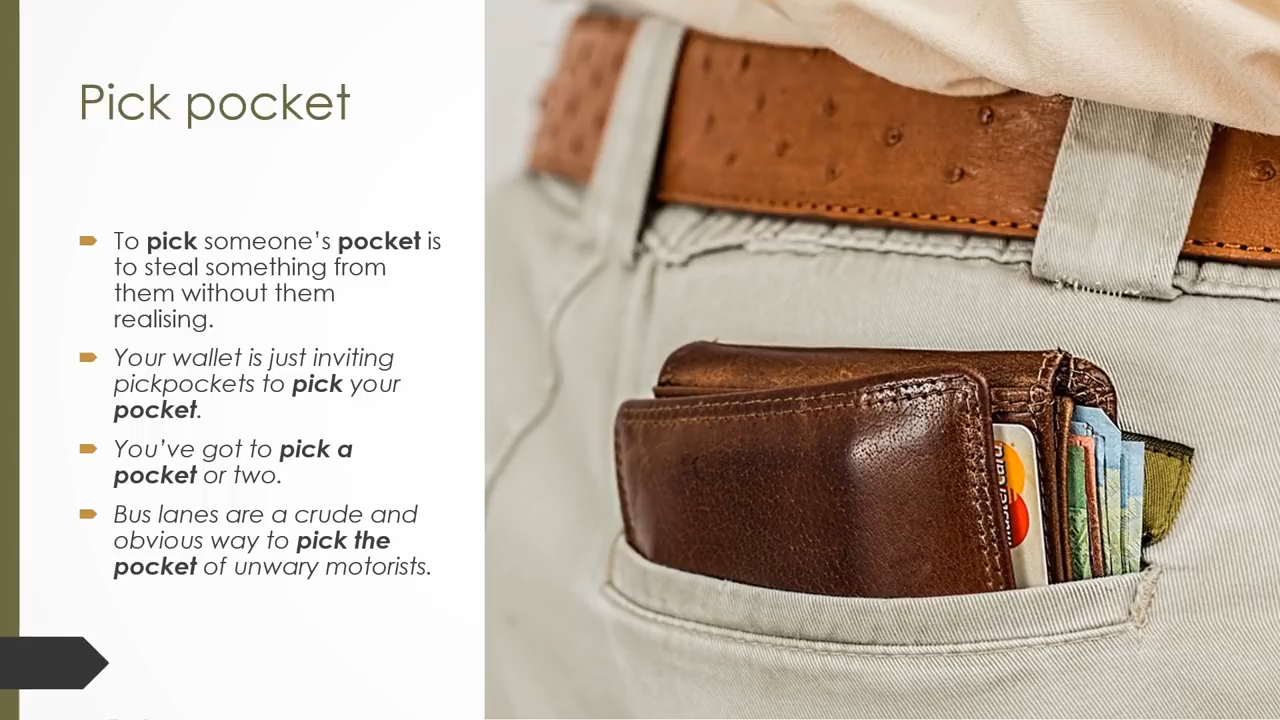 Pick pocket
To pick someone’s pocket is
to steal something from
them without them
realising.
Your wallet is just inviting
pickpockets to pick your
pocket.
You’ve got to pick a
pocket or two.
Bus lanes are a crude and
obvious way to pick the
pocket of unwary motorists.
mastercard